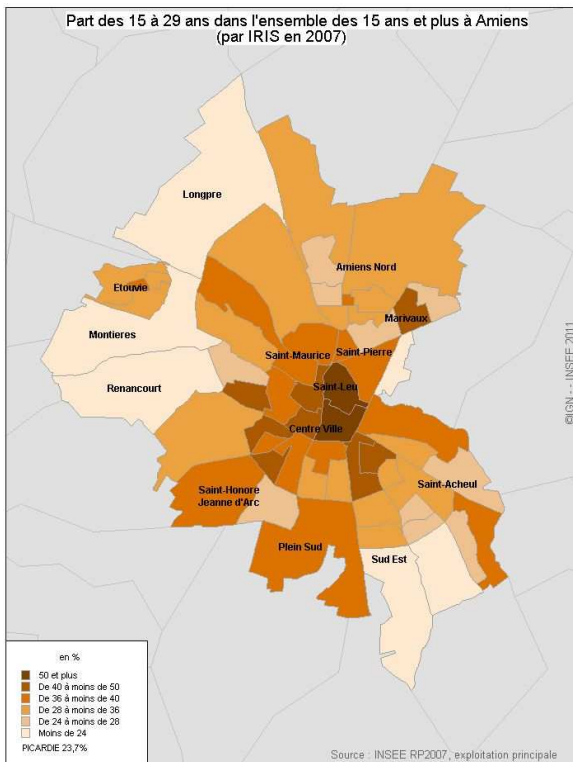 Part des 15 à 29 ans dans l'ensemble des 15 ans et plus à Amiens
(par IRIS en 2007)
Longpre
Amiens Nord
Etouvie
Marivaux
Montieres
Saint-Maurice
Saint-Pierre
Renancourt
Saint-Leu
Centre Ville
Saint-Acheul
Saint-Honore
Jeanne d'Arc
Plein Sud
Sud Est
©IGN - - INSEE 2011
en %
50 et plus
De 40 à moins de 50
De 36 à moins de 40
De 28 à moins de 36
De 24 à moins de 28
Moins de 24
PICARDIE 23,7%
Source : INSEE RP2007, exploitation principale